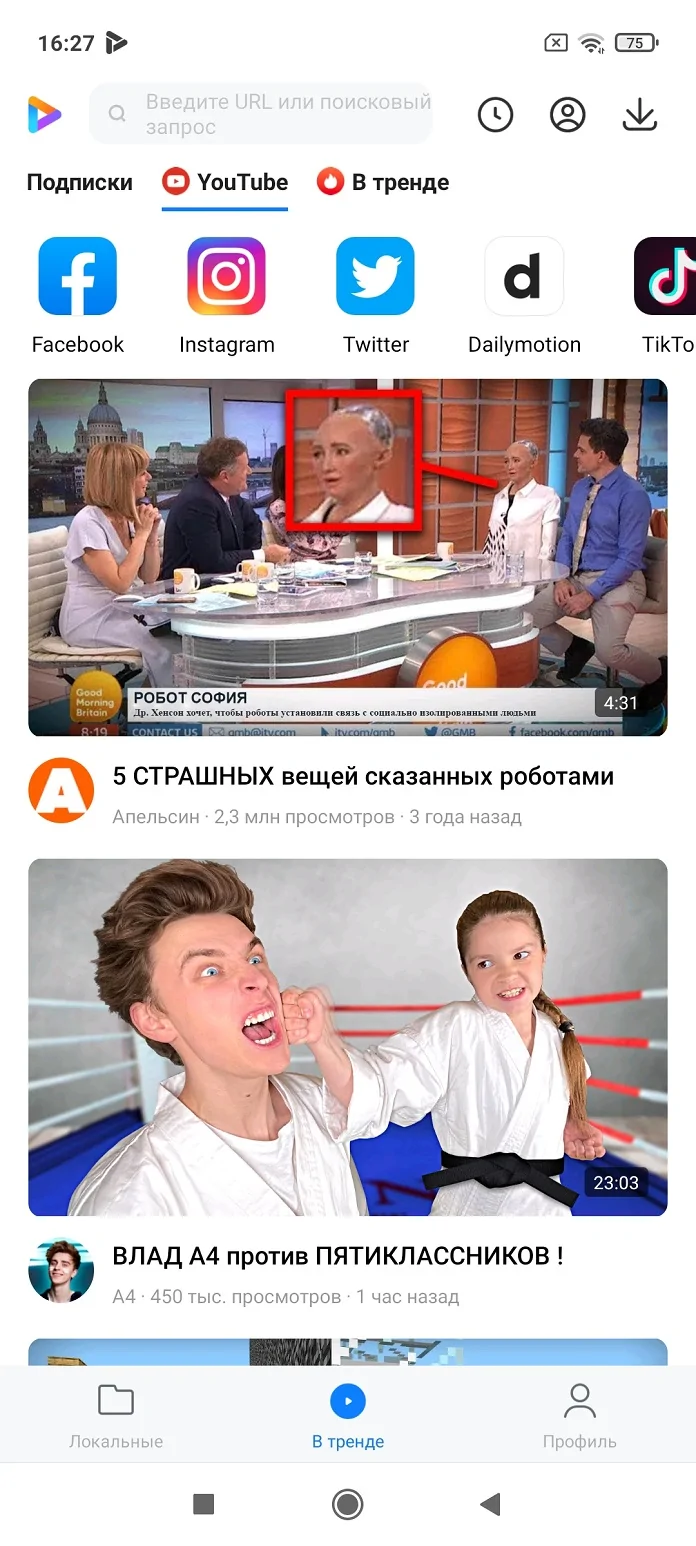 16:27
75
Введите URL или поисковый
запрос
Подписки
YouTube
В тренде
Facebook
Instagram
Twitter
Dailymotion
TikTo
Good
Morning
Britain
8:19
РОБОТ СОФИЯ
Др. Хенсон хочет, чтобы роботы установили связь с социально изолированными людьми
CONTACT US
gmb@itv.com
itv.com/gmb
@GMB
facebook.com/gmb
Good
4:31
5 СТРАШНЫХ вещей сказанных роботами
Апельсин · 2,3 млн просмотров · 3 года назад
23:03
ВЛАД А4 против ПЯТИКЛАССНИКОВ !
А4 · 450 тыс. просмотров · 1 час назад
Локальные
В тренде
Профиль